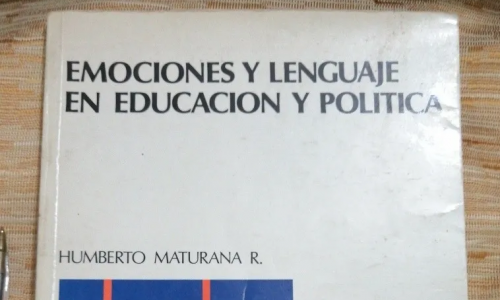 EMOCIONES Y LENGUAJE
EN EDUCACION Y POLITICA
HUMBERTO MATURANA R.